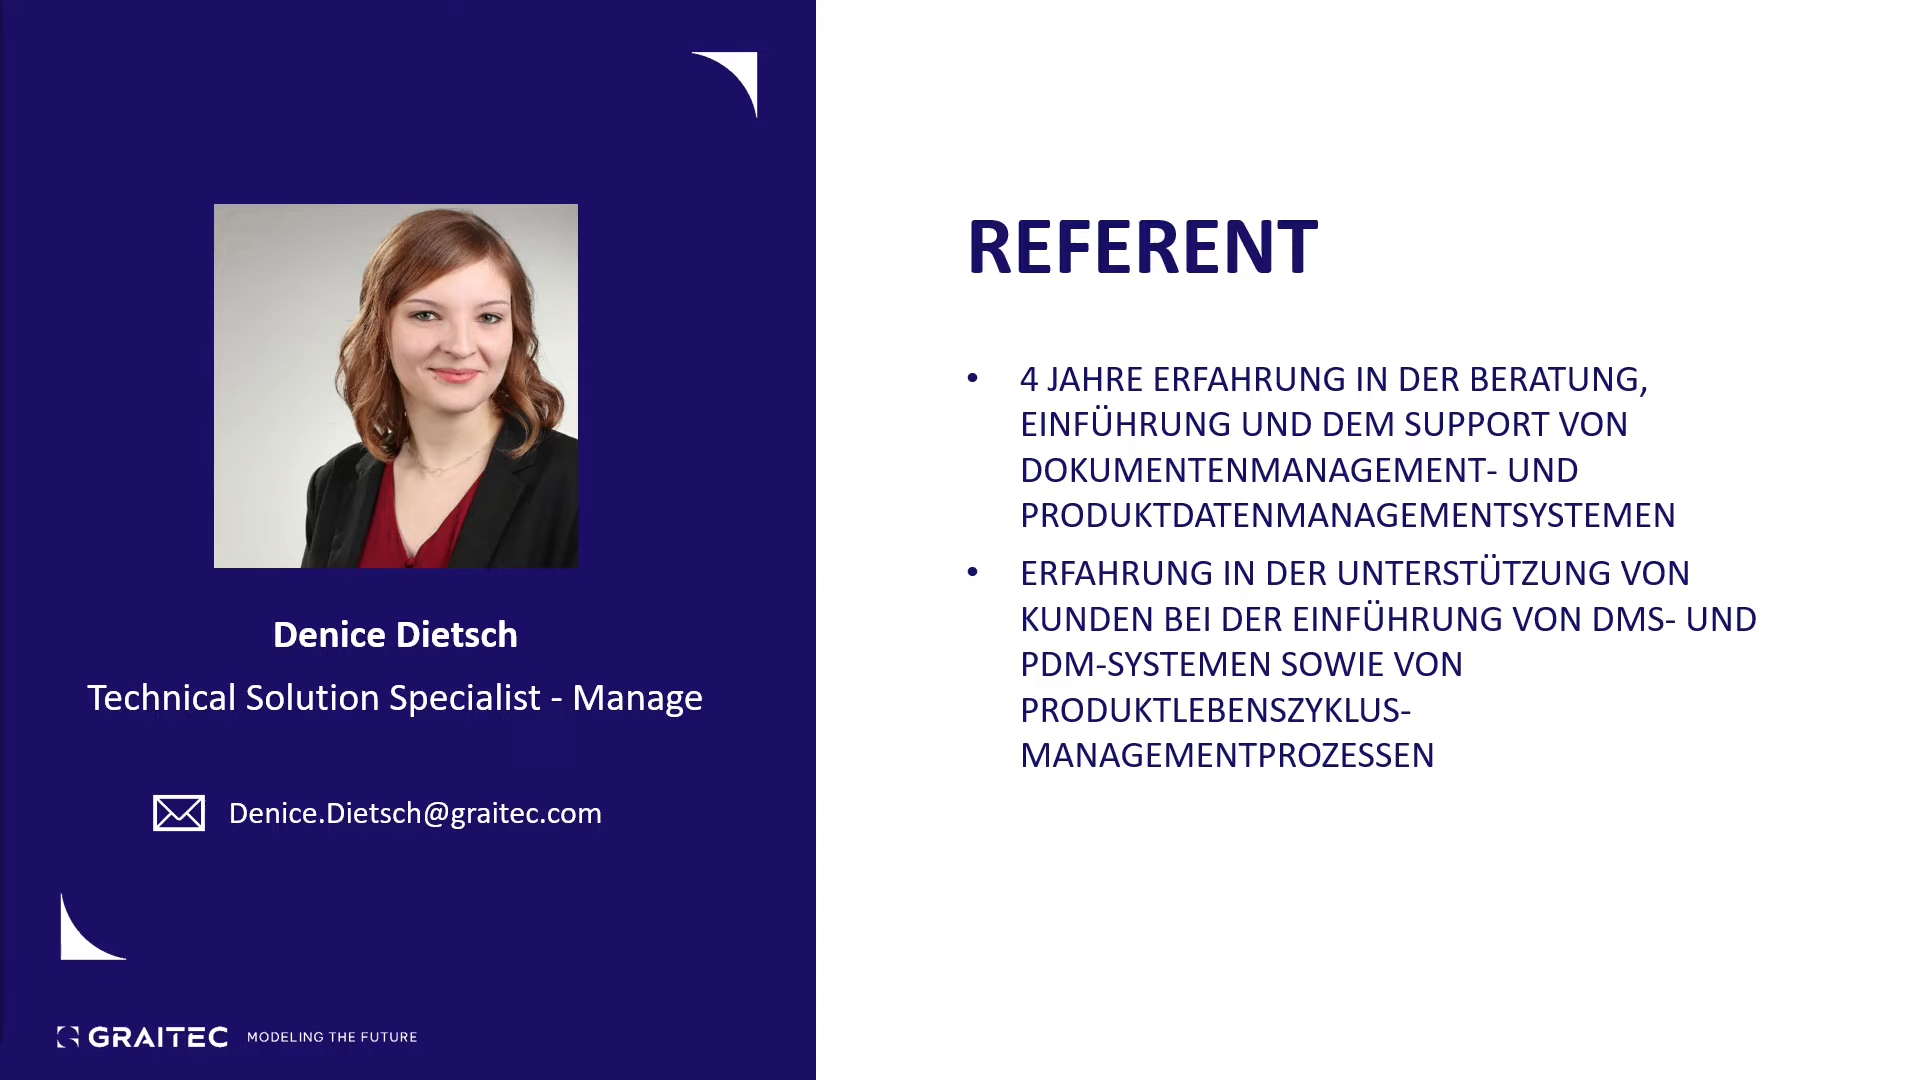 Denice Dietsch
Technical Solution Specialist - Manage
Denice.Dietsch@graitec.com
GRAITEC MODELING THE FUTURE
REFERENT
• 4 JAHRE ERFAHRUNG IN DER BERATUNG,
EINFÜHRUNG UND DEM SUPPORT VON
DOKUMENTENMANAGEMENT- UND
PRODUKTDATENMANAGEMENTSYSTEMEN
• ERFAHRUNG IN DER UNTERSTÜTZUNG VON
KUNDEN BEI DER EINFÜHRUNG VON DMS- UND
PDM-SYSTEMEN SOWIE VON
PRODUKTLEBENSZYKLUS-
MANAGEMENTPROZESSEN